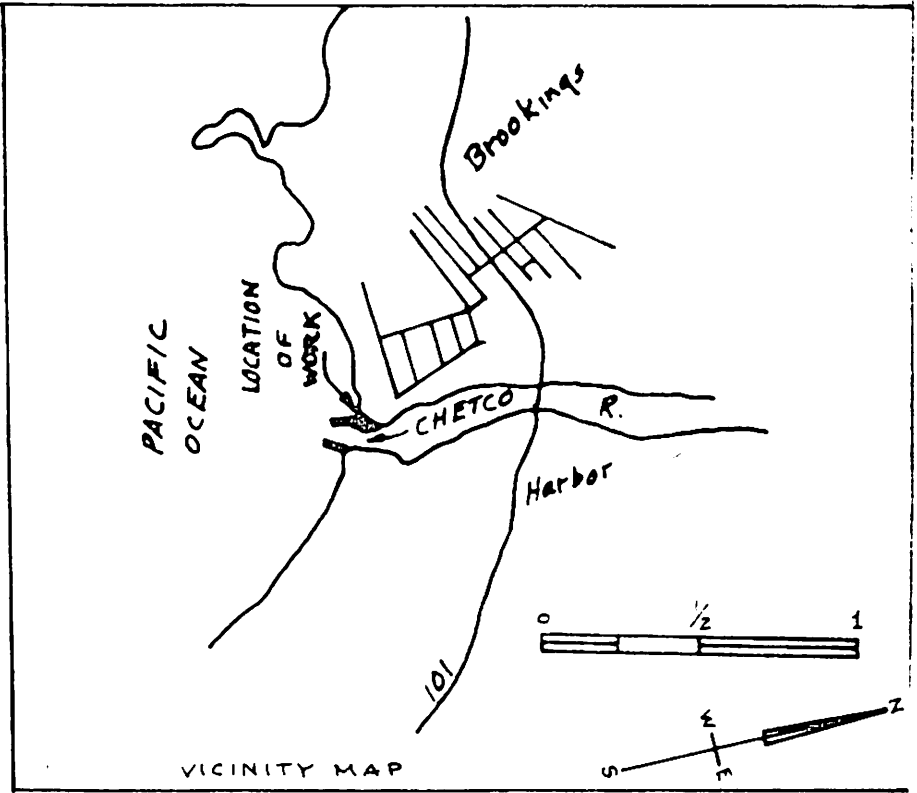 Brookings
PACIFIC
OCEAN
LOCATION
OF
WORK
CHETCO R.
Harbor
0 1/2 1
101
N
W
S
E
VICINITY MAP